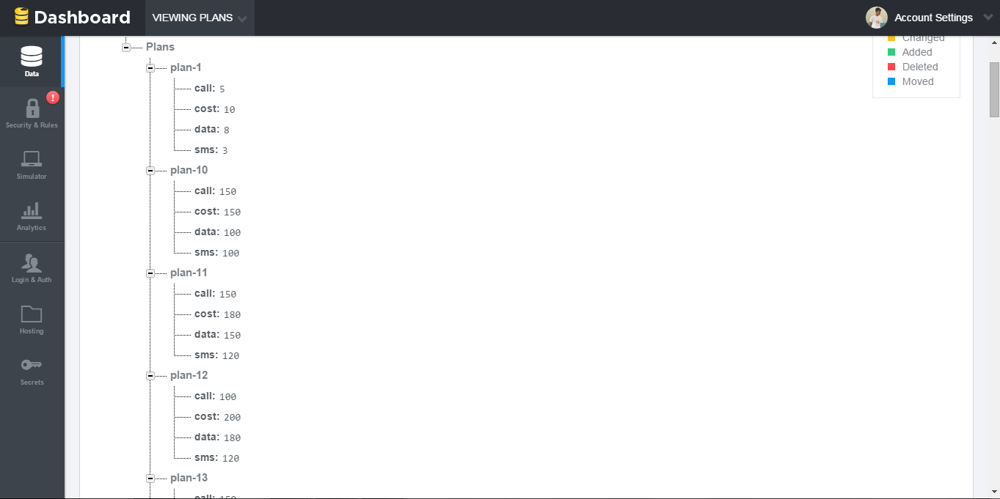 Dashboard
VIEWING PLANS
Account Settings
Data
!
Security & Rules
Simulator
Analytics
Login & Auth
Hosting
Secrets
Changed
Added
Deleted
Moved
Plans
plan-1
call: 5
cost: 10
data: 8
sms: 3
plan-10
call: 150
cost: 150
data: 100
sms: 100
plan-11
call: 150
cost: 180
data: 150
sms: 120
plan-12
call: 100
cost: 200
data: 180
sms: 120
plan-13
call: 150